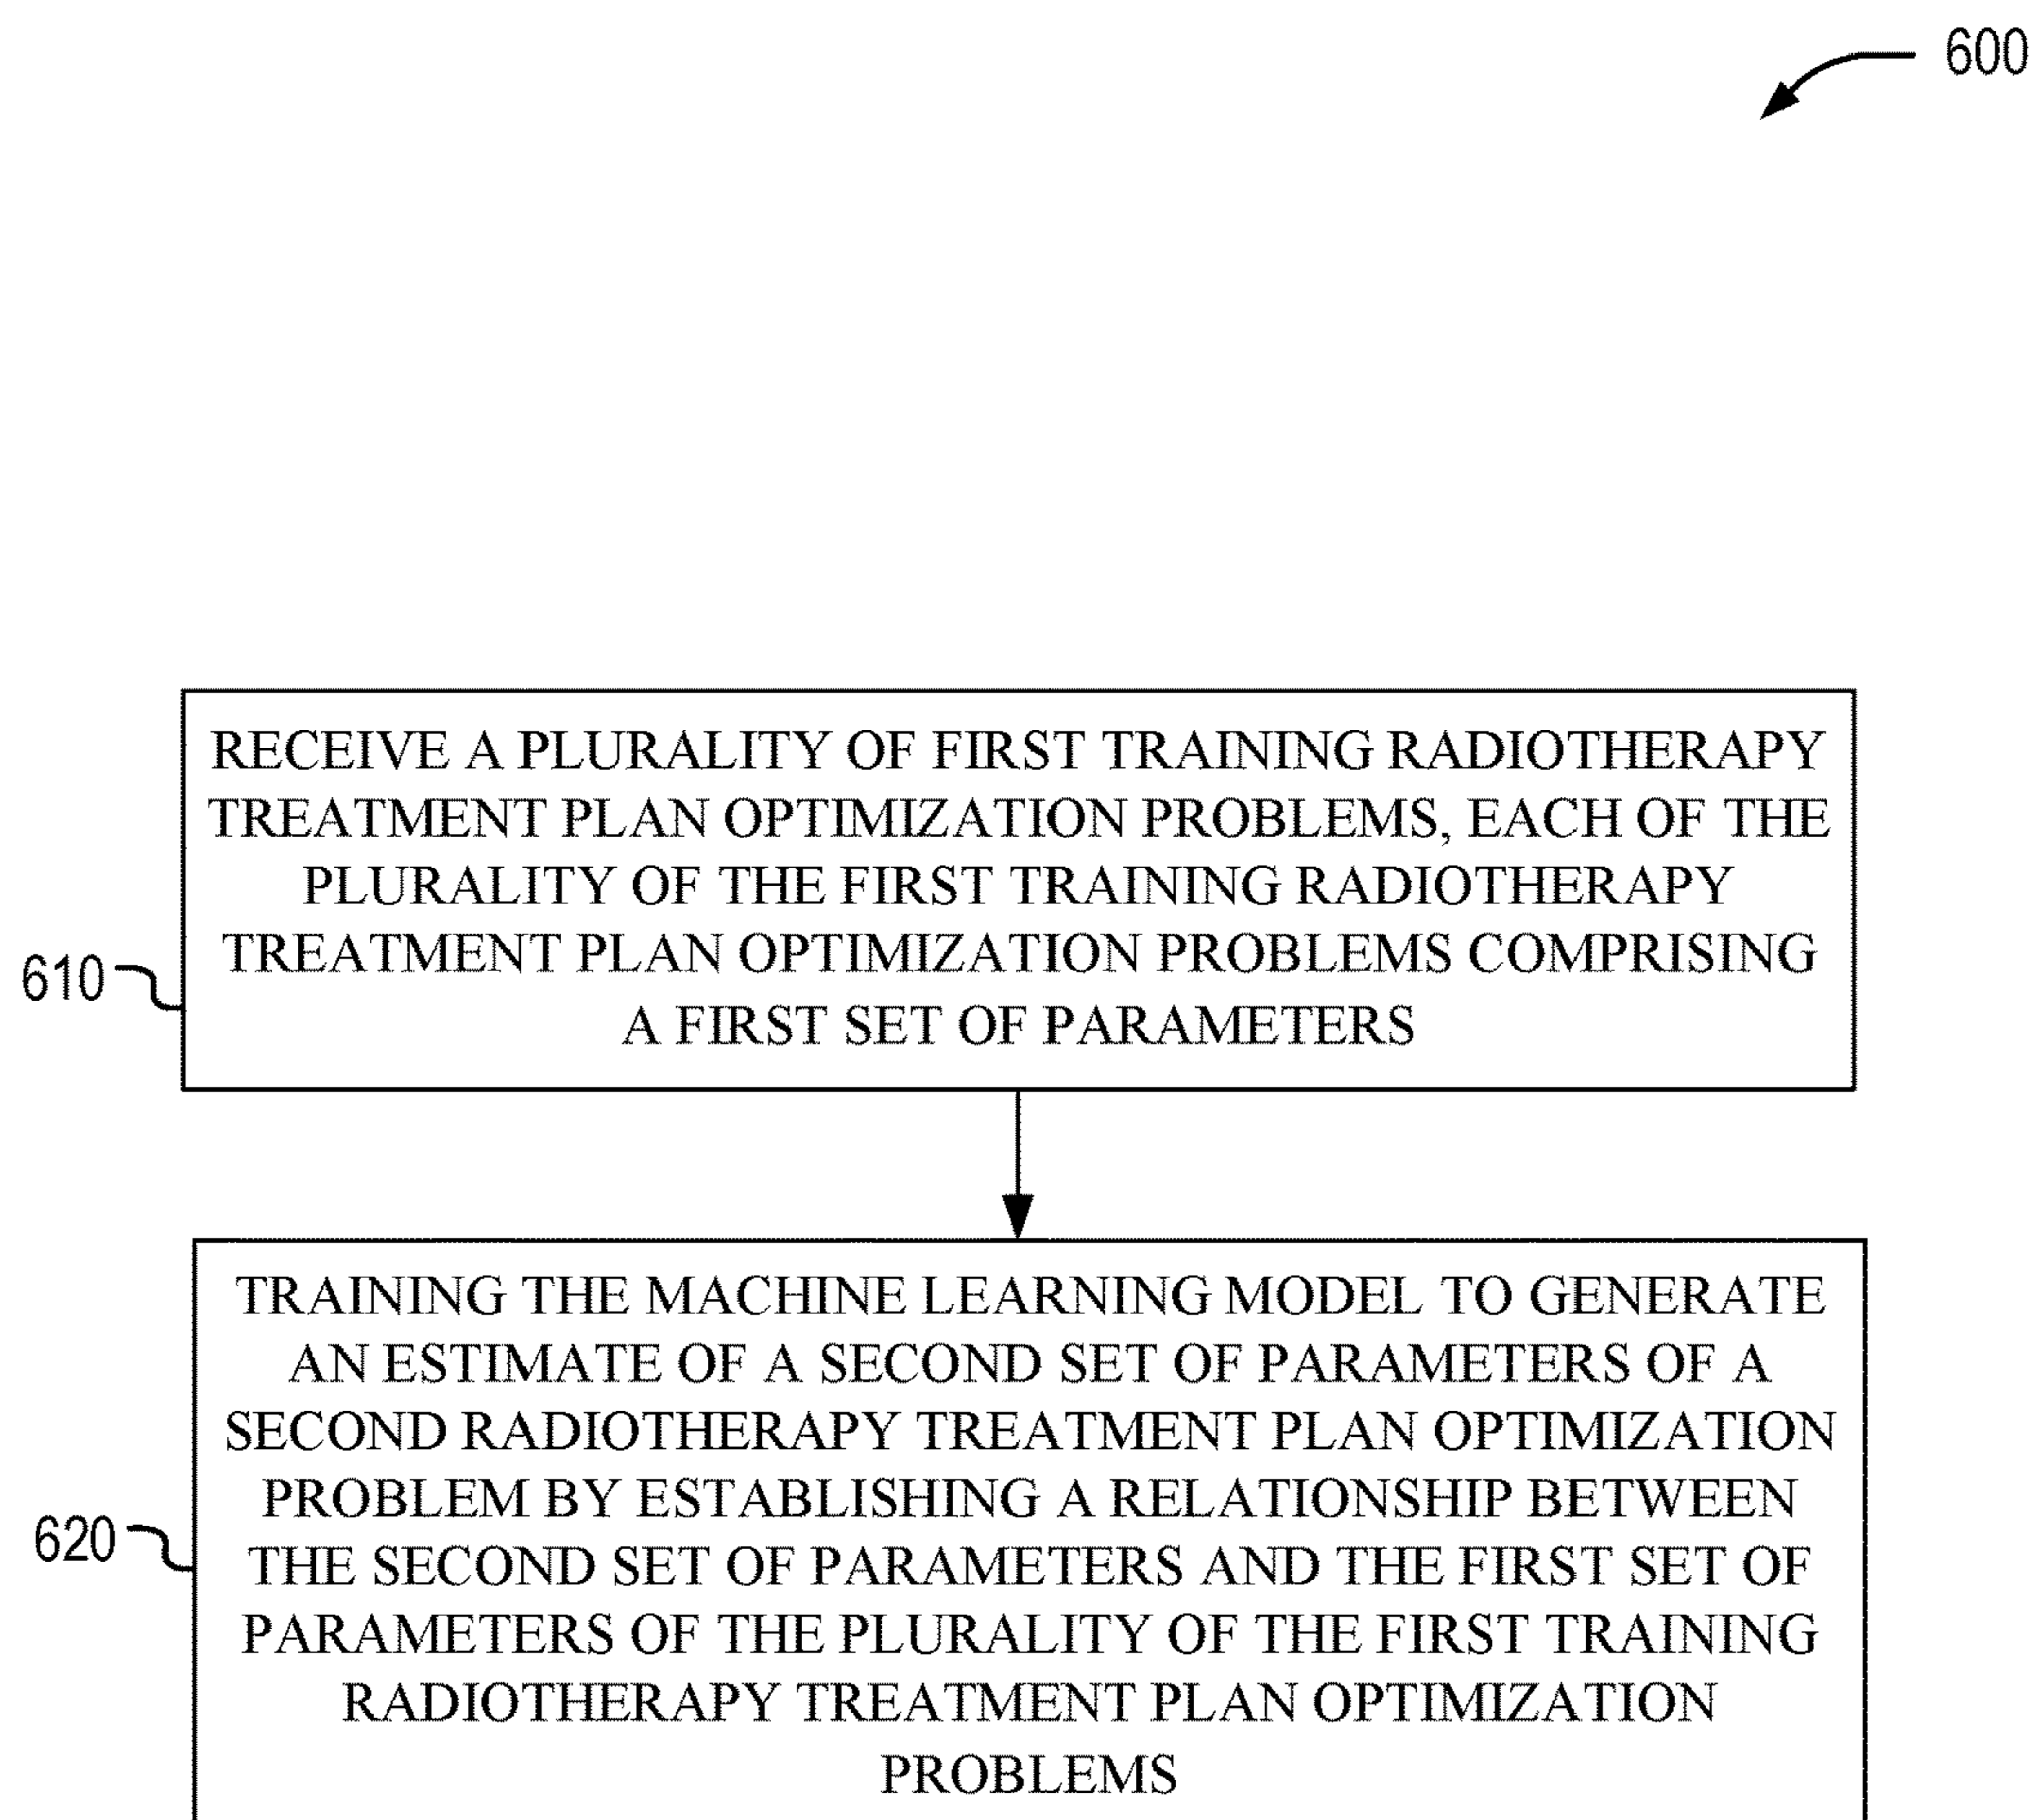 600
RECEIVE A PLURALITY OF FIRST TRAINING RADIOTHERAPY
TREATMENT PLAN OPTIMIZATION PROBLEMS, EACH OF THE
PLURALITY OF THE FIRST TRAINING RADIOTHERAPY
TREATMENT PLAN OPTIMIZATION PROBLEMS COMPRISING
A FIRST SET OF PARAMETERS
610
TRAINING THE MACHINE LEARNING MODEL TO GENERATE
AN ESTIMATE OF A SECOND SET OF PARAMETERS OF A
SECOND RADIOTHERAPY TREATMENT PLAN OPTIMIZATION
PROBLEM BY ESTABLISHING A RELATIONSHIP BETWEEN
THE SECOND SET OF PARAMETERS AND THE FIRST SET OF
PARAMETERS OF THE PLURALITY OF THE FIRST TRAINING
RADIOTHERAPY TREATMENT PLAN OPTIMIZATION
PROBLEMS
620